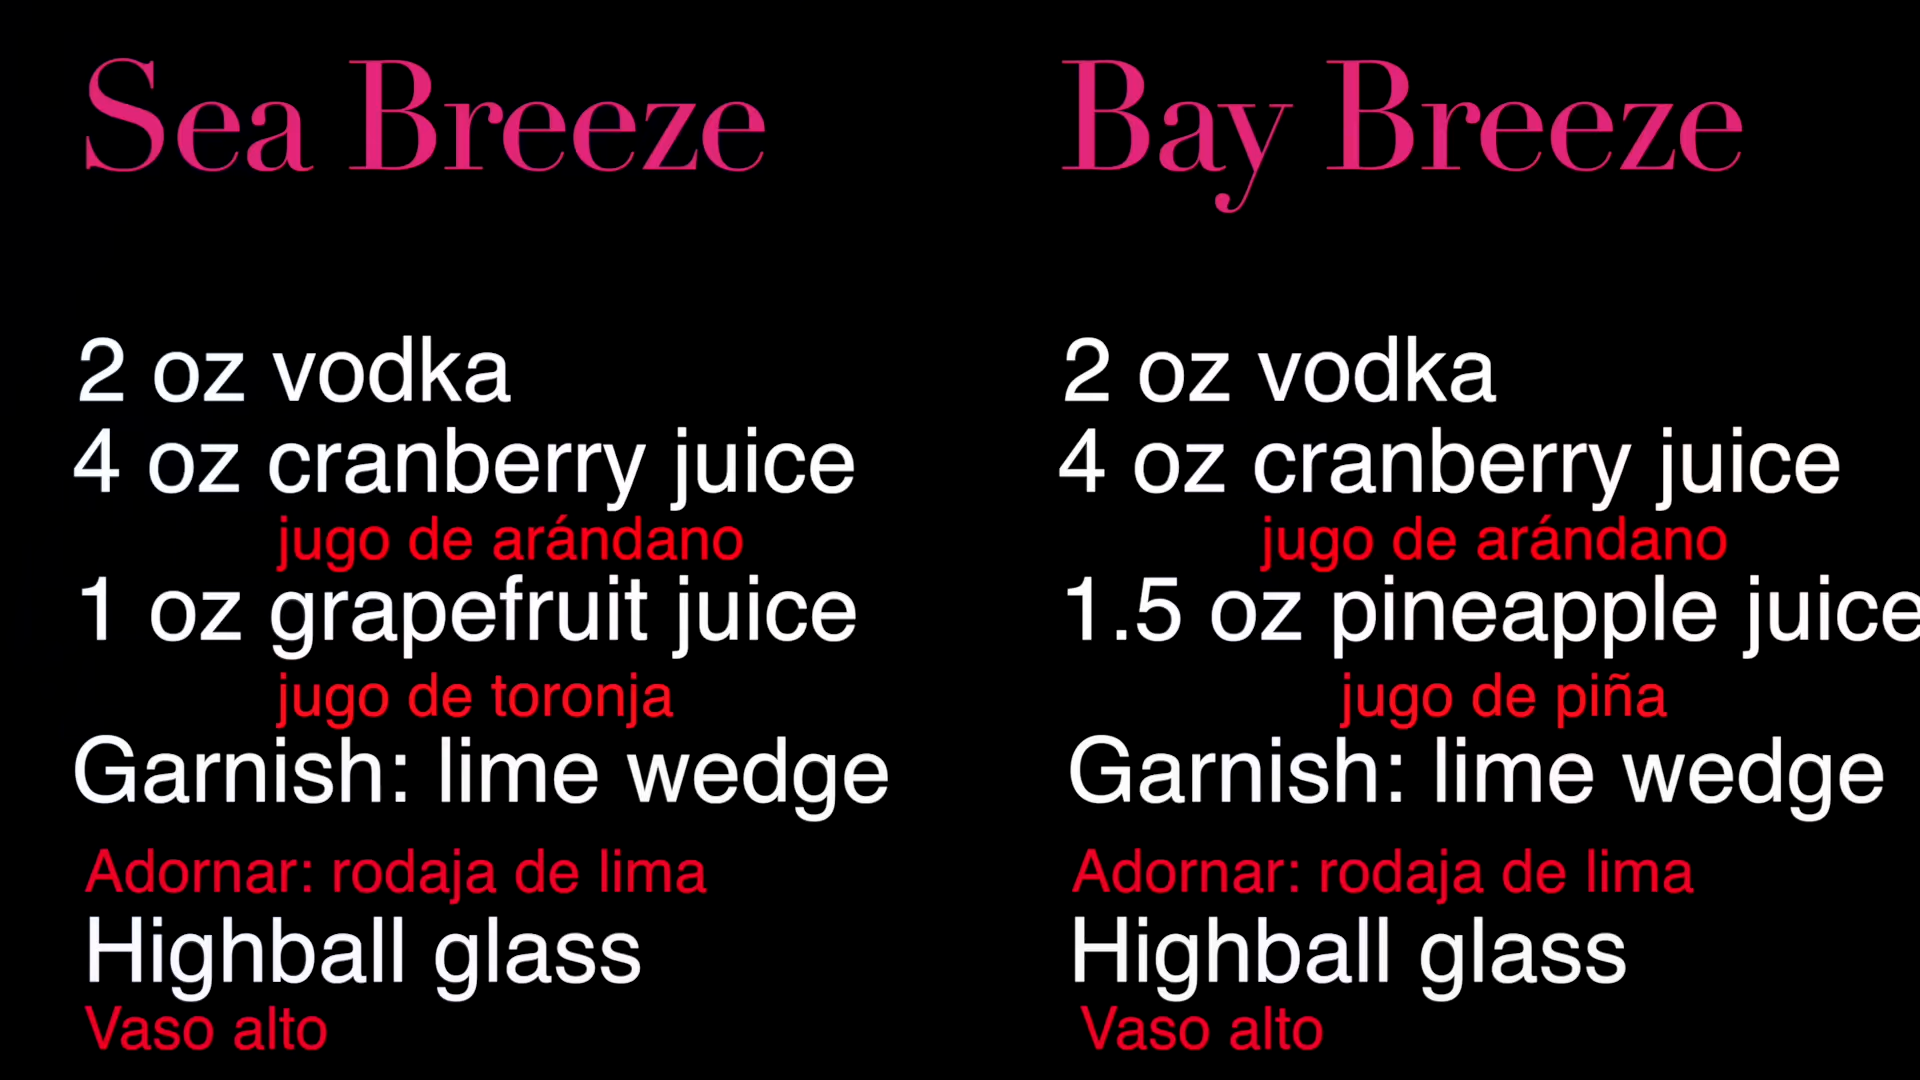 Sea Breeze
2 oz vodka
4 oz cranberry juice
jugo de arándano
1 oz grapefruit juice
jugo de toronja
Garnish: lime wedge
Adornar: rodaja de lima
Highball glass
Vaso alto
Bay Breeze
2 oz vodka
4 oz cranberry juice
jugo de arándano
1.5 oz pineapple juice
jugo de piña
Garnish: lime wedge
Adornar: rodaja de lima
Highball glass
Vaso alto